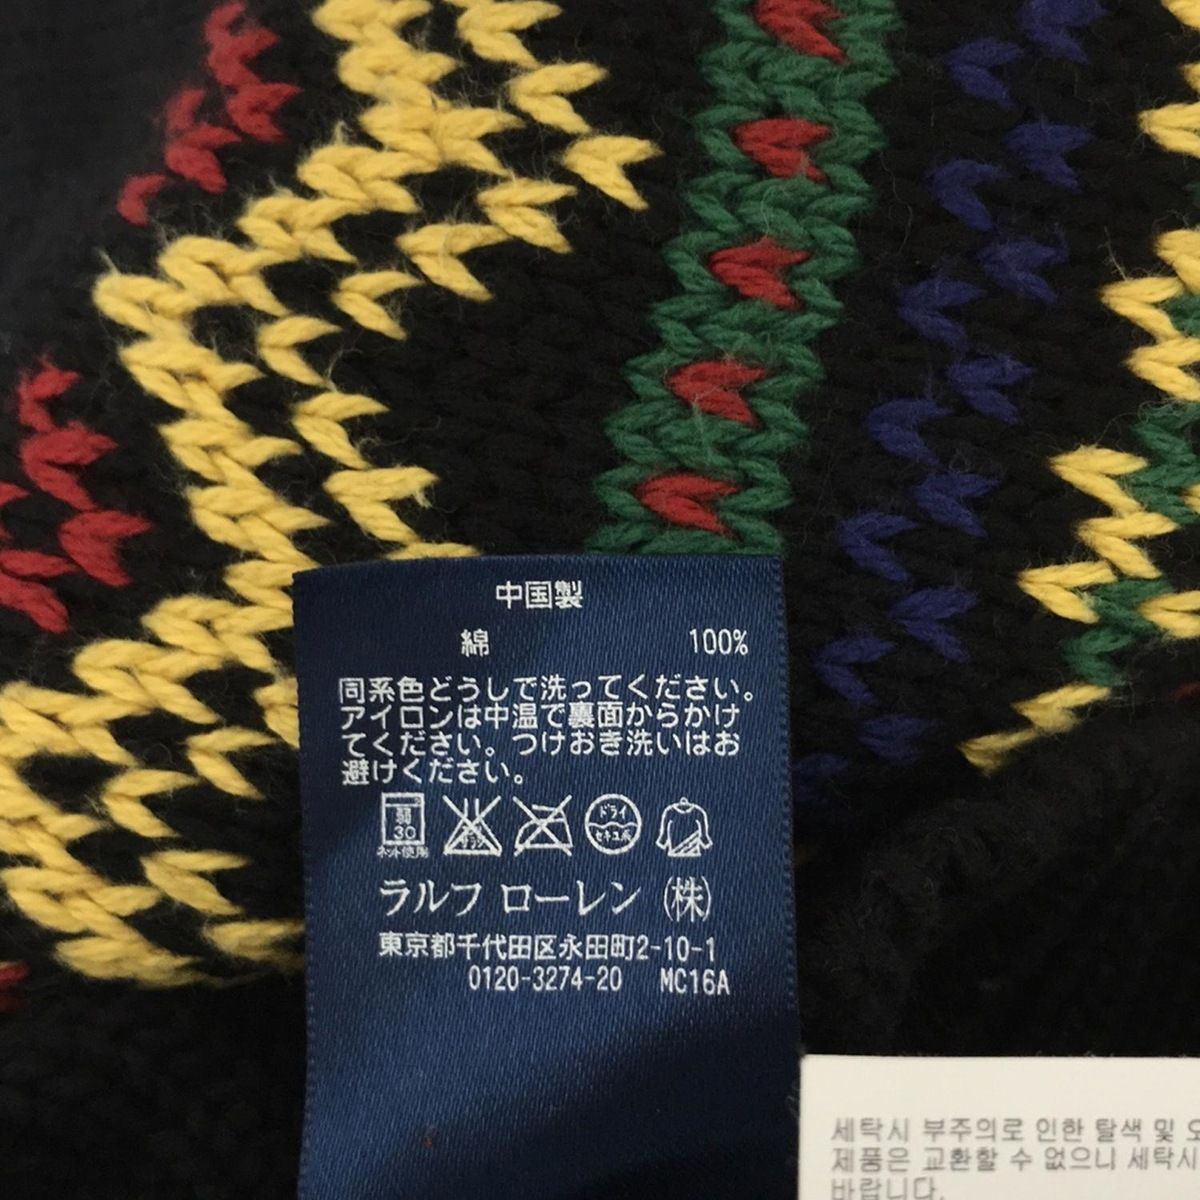 中国製
綿 100%
同系色どうしで洗ってください。
アイロンは中温で裏面からかけ
てください。つけおき洗いはお
避けください。
弱
30
ネット使用
ドライ
セキユ系
ラルフ ローレン (株)
東京都千代田区永田町2-10-1
0120-3274-20 MC16A
세탁시 부주의로 인한 탈색 및 오
제품은 교환할 수 없으니 세탁시
바랍니다.